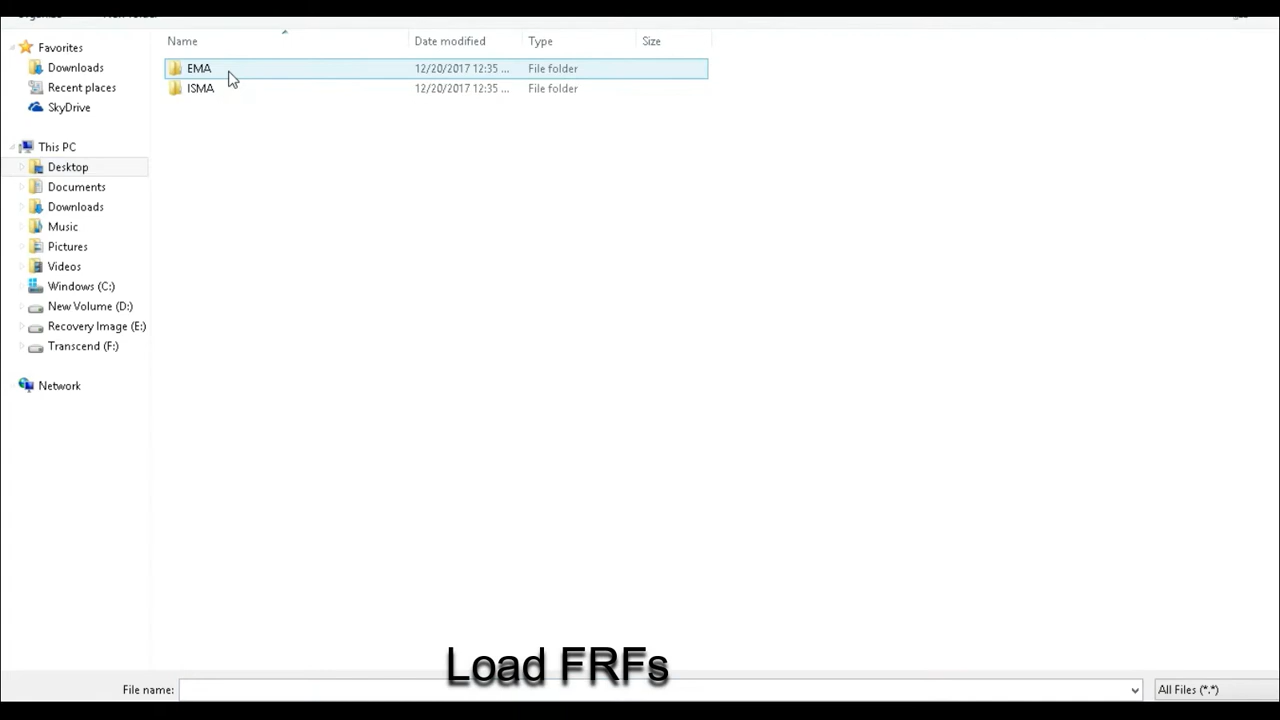 Name Date modified Type Size
Favorites
Downloads
Recent places
SkyDrive
This PC
Desktop
Documents
Downloads
Music
Pictures
Videos
Windows (C:)
New Volume (D:)
Recovery Image (E:)
Transcend (F:)
Network
EMA 12/20/2017 12:35 ... File folder
ISMA 12/20/2017 12:35 ... File folder
Load FRFs
File name: All Files (*.*)